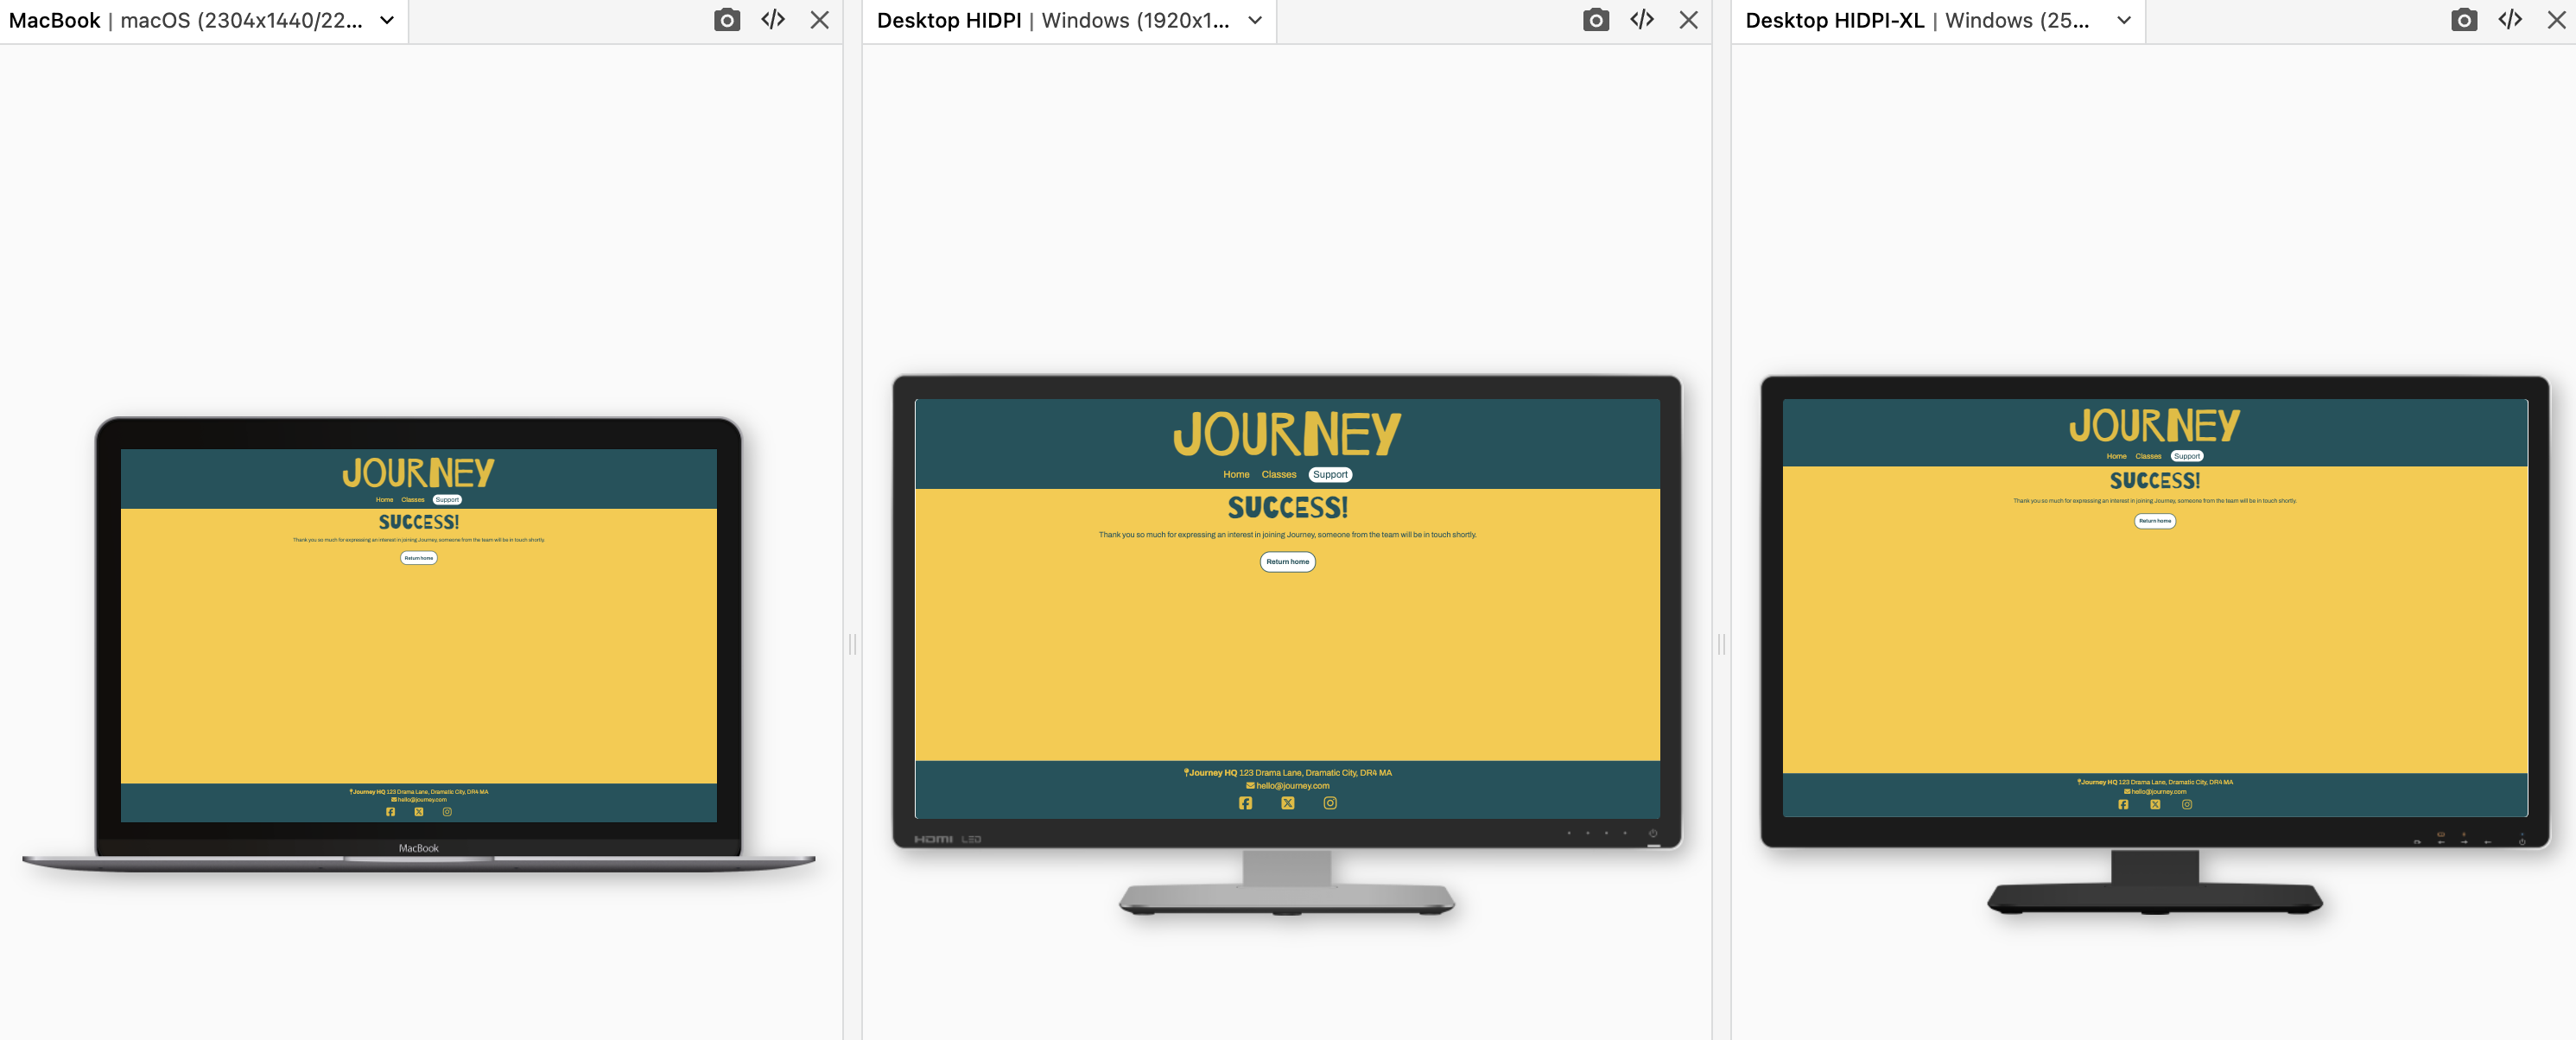 MacBook | macOS (2304x1440/22...
JOURNEY
Home Classes Support
SUCCESS!
Thank you so much for expressing an interest in joining Journey, someone from the team will be in touch shortly.
Return home
Journey HQ 123 Drama Lane, Dramatic City, DR4 MA
hello@journey.com
MacBook
Desktop HIDPI | Windows (1920x1...
JOURNEY
Home Classes Support
SUCCESS!
Thank you so much for expressing an interest in joining Journey, someone from the team will be in touch shortly.
Return home
Journey HQ 123 Drama Lane, Dramatic City, DR4 MA
hello@journey.com
HDMI LED
Desktop HIDPI-XL | Windows (25...
JOURNEY
Home Classes Support
SUCCESS!
Thank you so much for expressing an interest in joining Journey, someone from the team will be in touch shortly.
Return home
Journey HQ 123 Drama Lane, Dramatic City, DR4 MA
hello@journey.com